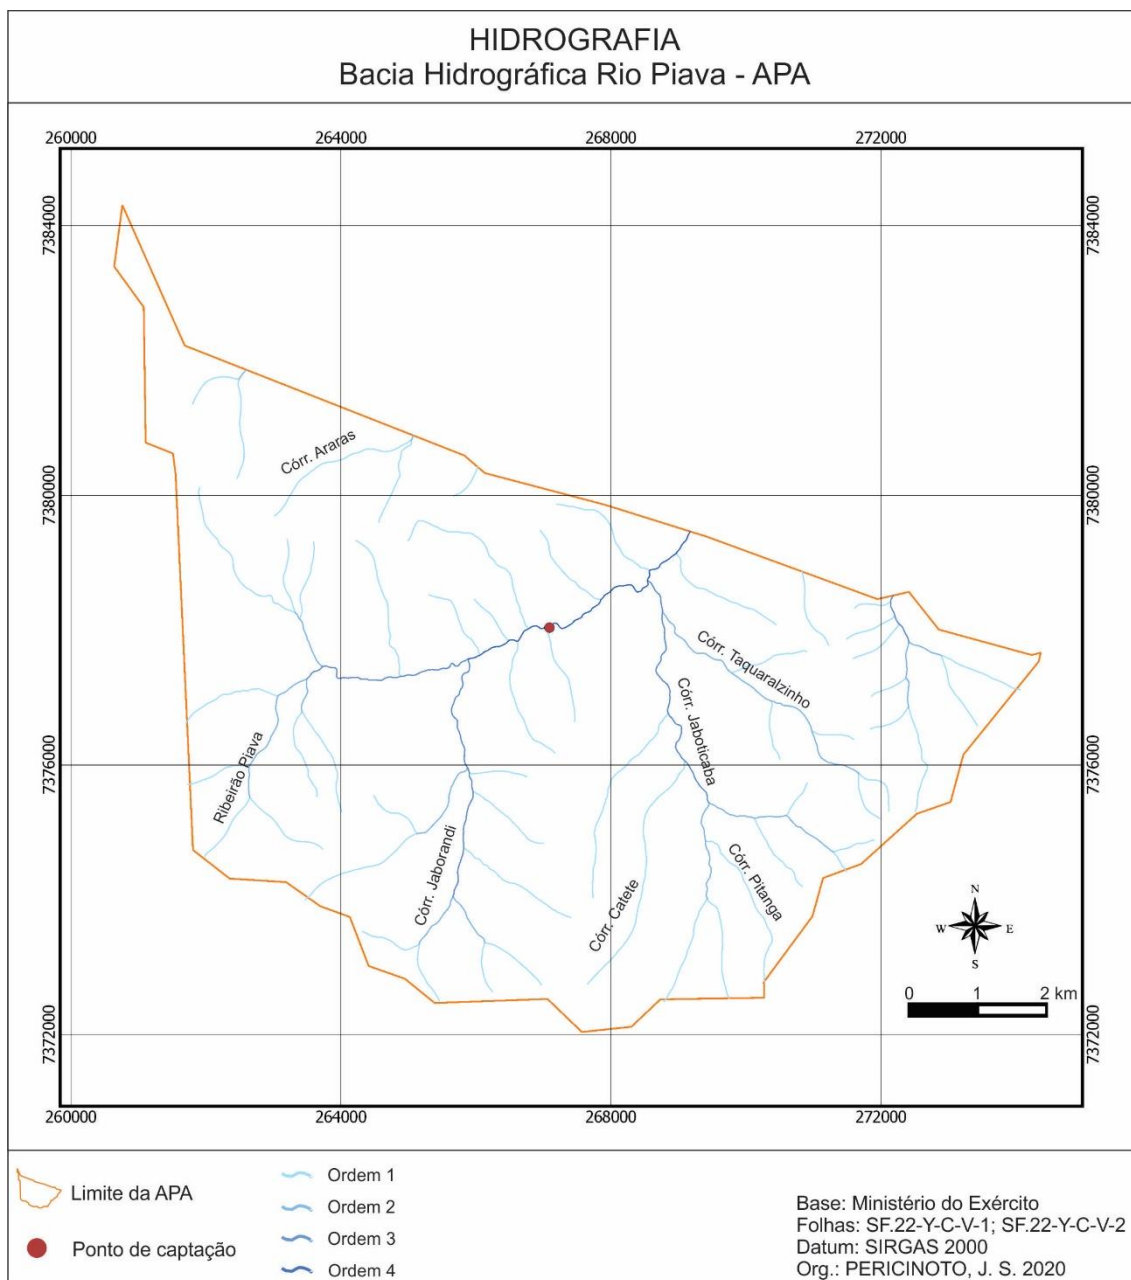 HIDROGRAFIA
Bacia Hidrográfica Rio Piava - APA
260000
264000
268000
272000
7384000
7384000
Córr. Araras
7380000
7380000
Córr. Taquaralzinho
Córr. Jaboticaba
7376000
7376000
Ribeirão Piava
Córr. Jaborandi
Córr. Pitanga
Córr. Catete
N
W
E
S
0
1
2 km
7372000
7372000
260000
264000
268000
272000
Limite da APA
Ponto de captação
Ordem 1
Ordem 2
Ordem 3
Ordem 4
Base: Ministério do Exército
Folhas: SF.22-Y-C-V-1; SF.22-Y-C-V-2
Datum: SIRGAS 2000
Org.: PERICINOTO, J. S. 2020